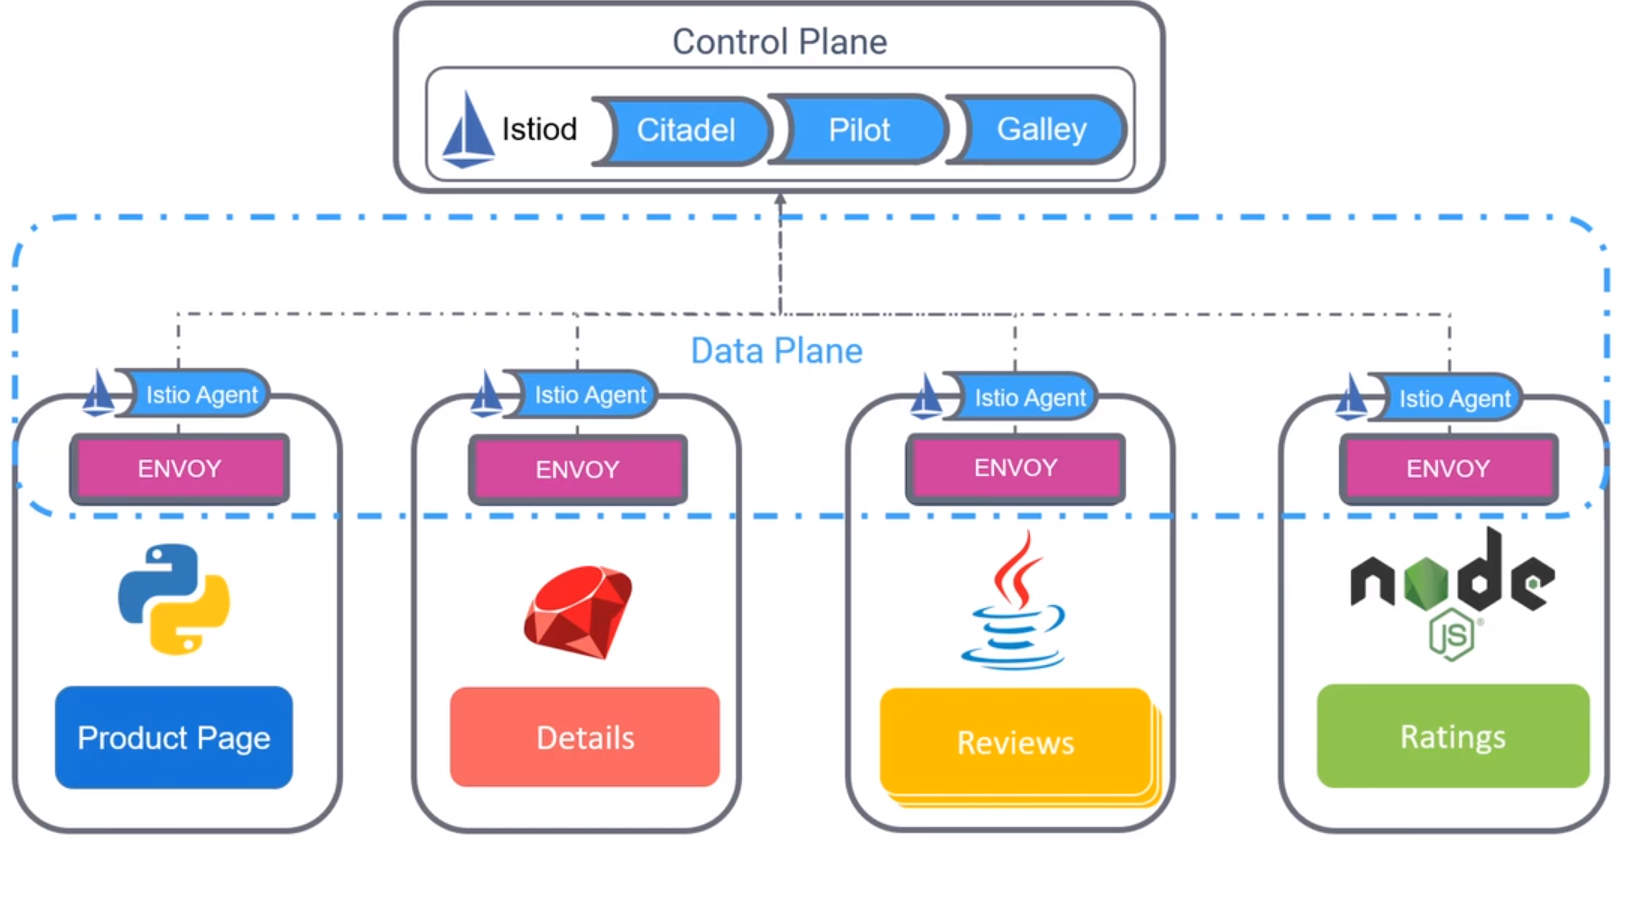 Control Plane
Istiod Citadel Pilot Galley
Data Plane
Istio Agent Istio Agent Istio Agent Istio Agent
ENVOY ENVOY ENVOY ENVOY
node
JS
Product Page Details Reviews Ratings